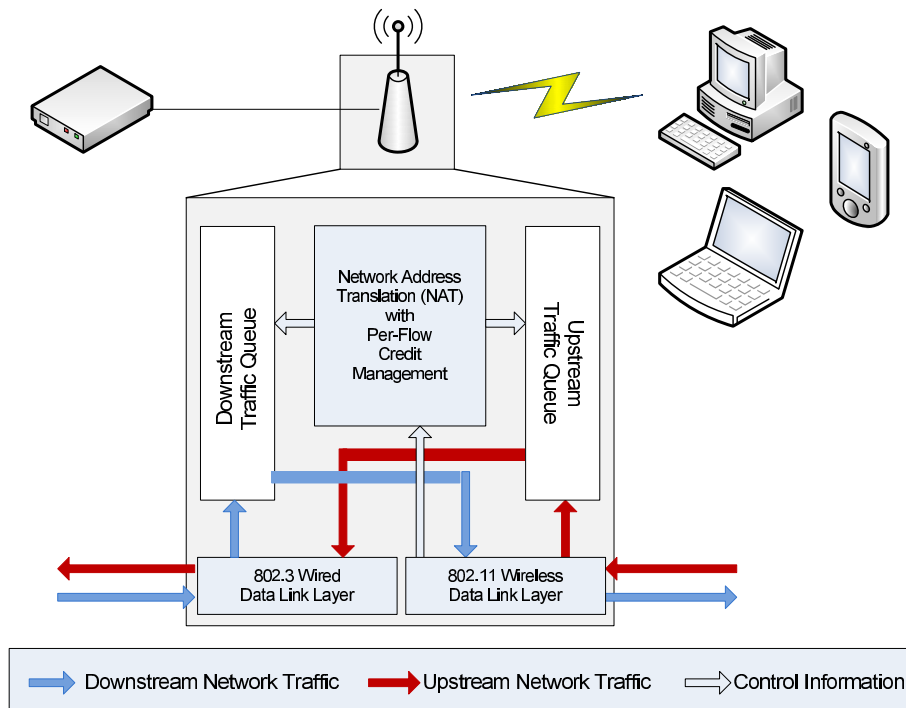 Network Address
Translation (NAT)
with
Per-Flow
Credit
Management
Downstream
Traffic Queue
Upstream
Traffic Queue
802.3 Wired
Data Link Layer
802.11 Wireless
Data Link Layer
Downstream Network Traffic
Upstream Network Traffic
Control Information